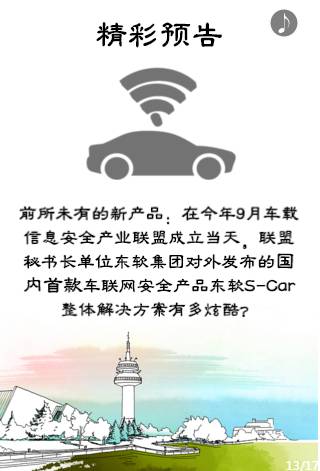 精彩预告
前所未有的新产品：在今年9月车载
信息安全产业联盟成立当天，联盟
秘书长单位东软集团对外发布的国
内首款车联网安全产品东软S-Car
整体解决方案有多炫酷？
13/17